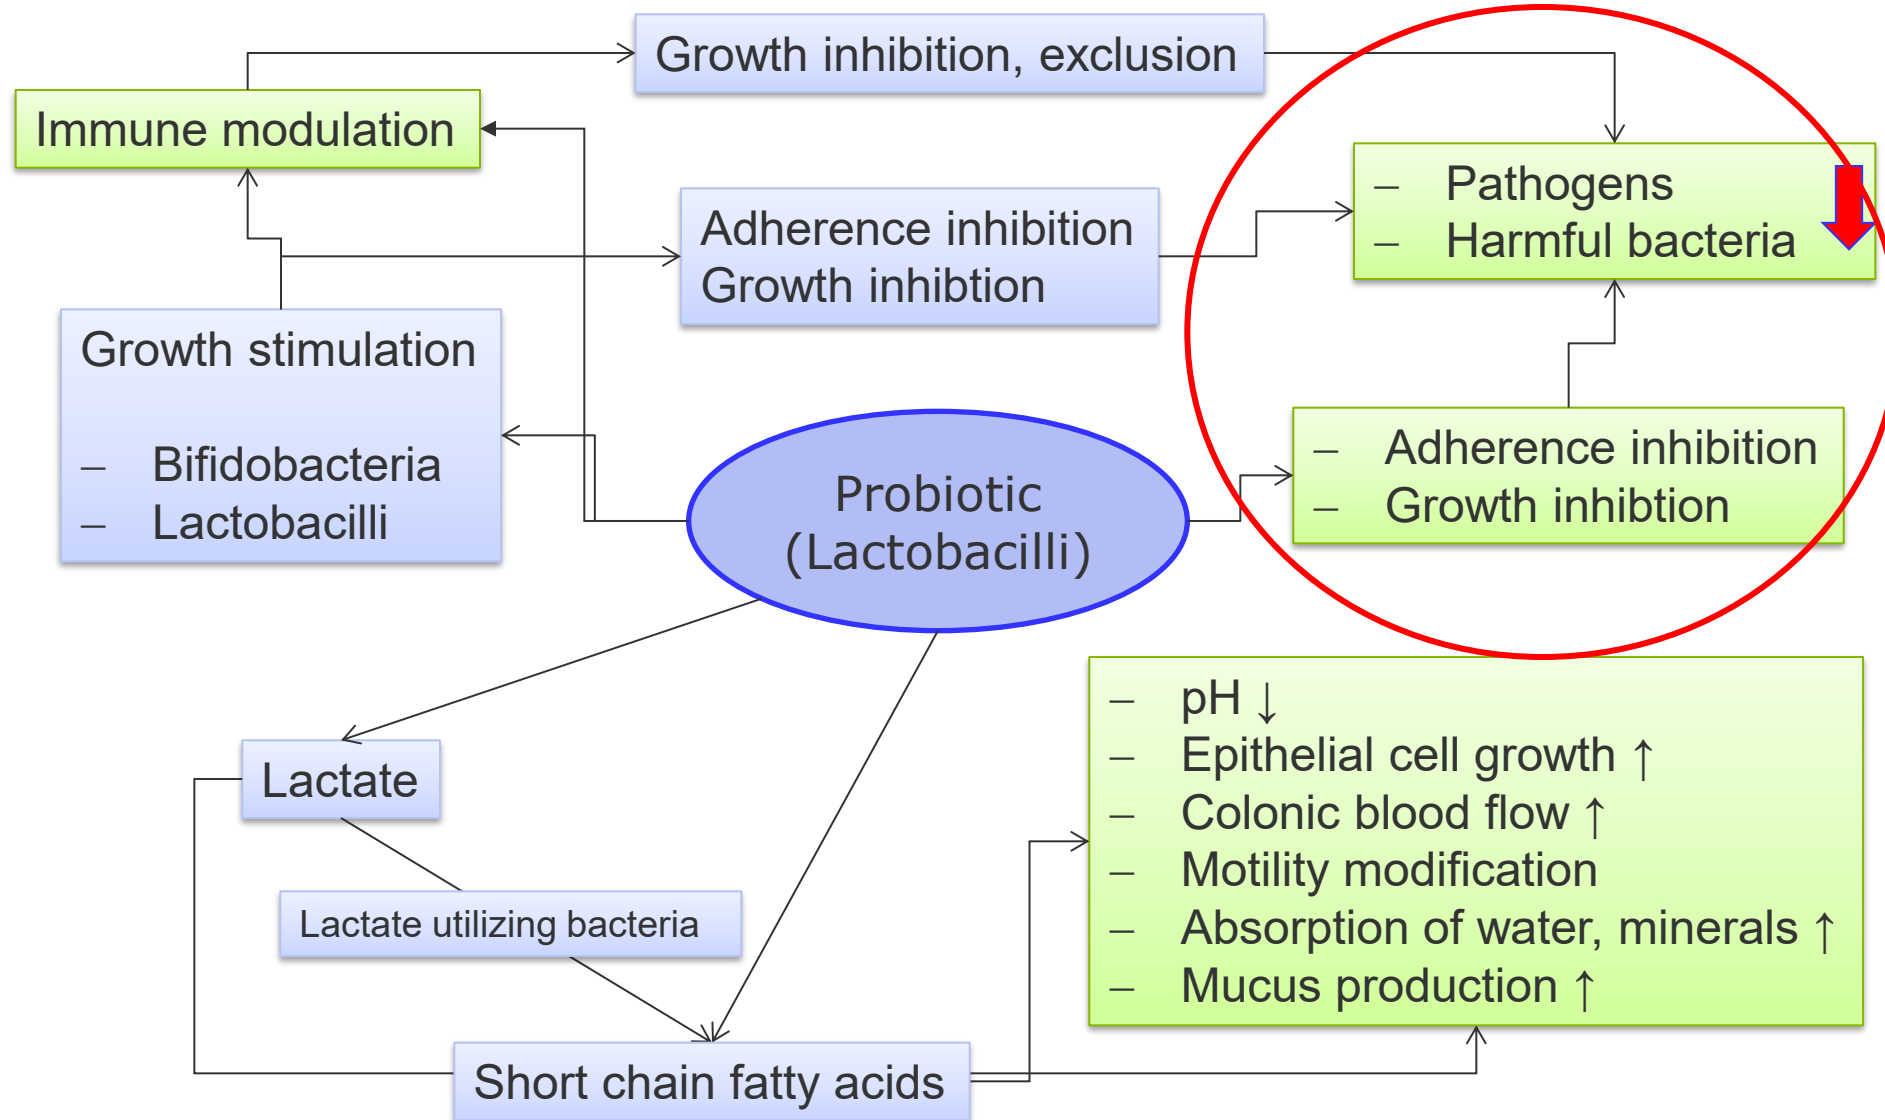 Growth inhibition, exclusion
Immune modulation
– Pathogens
– Harmful bacteria
Adherence inhibition
Growth inhibtion
Growth stimulation
– Bifidobacteria
– Lactobacilli
Probiotic
(Lactobacilli)
– Adherence inhibition
– Growth inhibtion
Lactate
Lactate utilizing bacteria
Short chain fatty acids
– pH ↓
– Epithelial cell growth ↑
– Colonic blood flow ↑
– Motility modification
– Absorption of water, minerals ↑
– Mucus production ↑